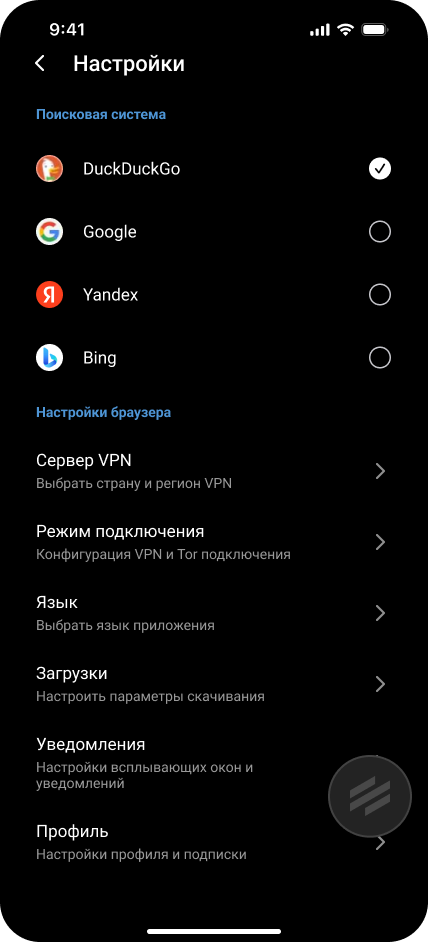 9:41
Настройки
Поисковая система
DuckDuckGo
Google
Yandex
Bing
Настройки браузера
Сервер VPN
Выбрать страну и регион VPN
Режим подключения
Конфигурация VPN и Tor подключения
Язык
Выбрать язык приложения
Загрузки
Настроить параметры скачивания
Уведомления
Настройки всплывающих окон и
уведомлений
Профиль
Настройки профиля и подписки